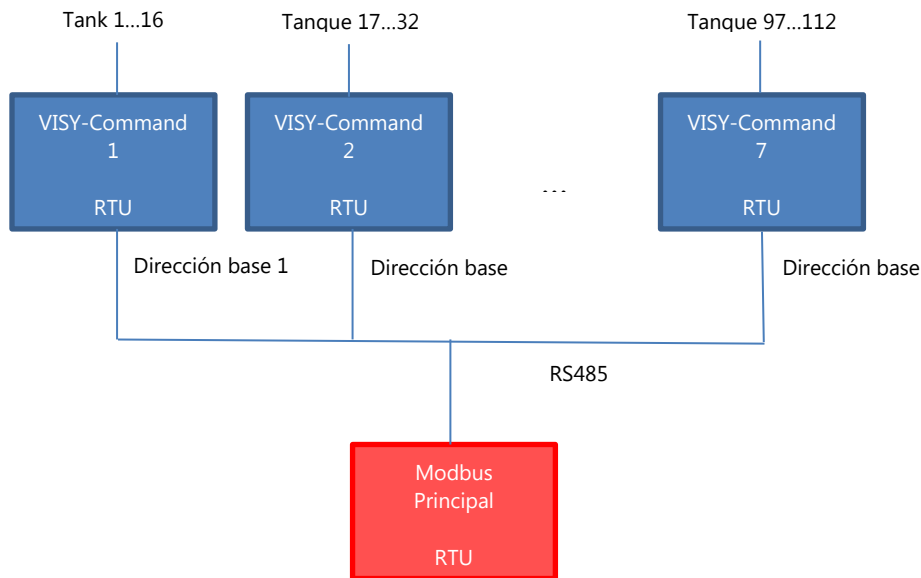 Tank 1...16
Tanque 17...32
Tanque 97...112
VISY-Command
1
RTU
VISY-Command
2
RTU
...
VISY-Command
7
RTU
Dirección base 1
Dirección base
Dirección base
RS485
Modbus
Principal
RTU